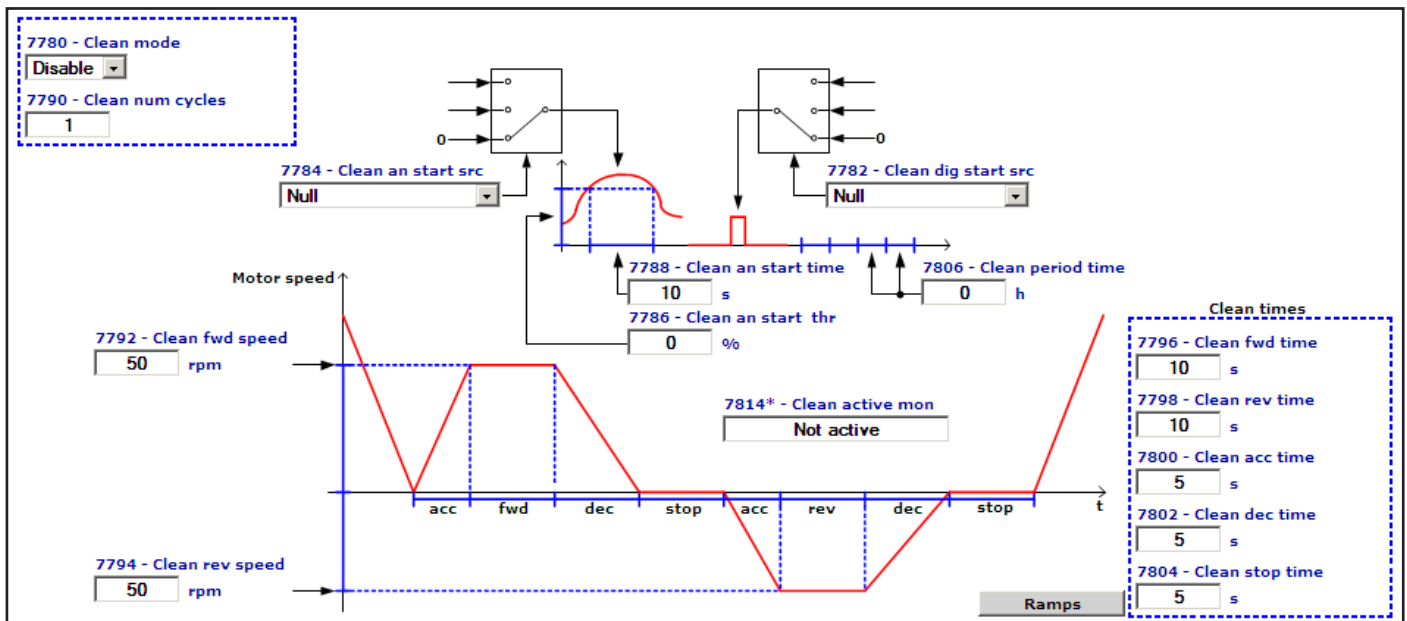 7780 - Clean mode
Disable
7790 - Clean num cycles
1
0
7784 - Clean an start src
Null
0
7782 - Clean dig start src
Null
7788 - Clean an start time
10 s
7806 - Clean period time
0 h
7786 - Clean an start thr
0 %
Motor speed
7792 - Clean fwd speed
50 rpm
7814* - Clean active mon
Not active
acc fwd dec stop acc rev dec stop t
7794 - Clean rev speed
50 rpm
Clean times
7796 - Clean fwd time
10 s
7798 - Clean rev time
10 s
7800 - Clean acc time
5 s
7802 - Clean dec time
5 s
7804 - Clean stop time
5 s
Ramps